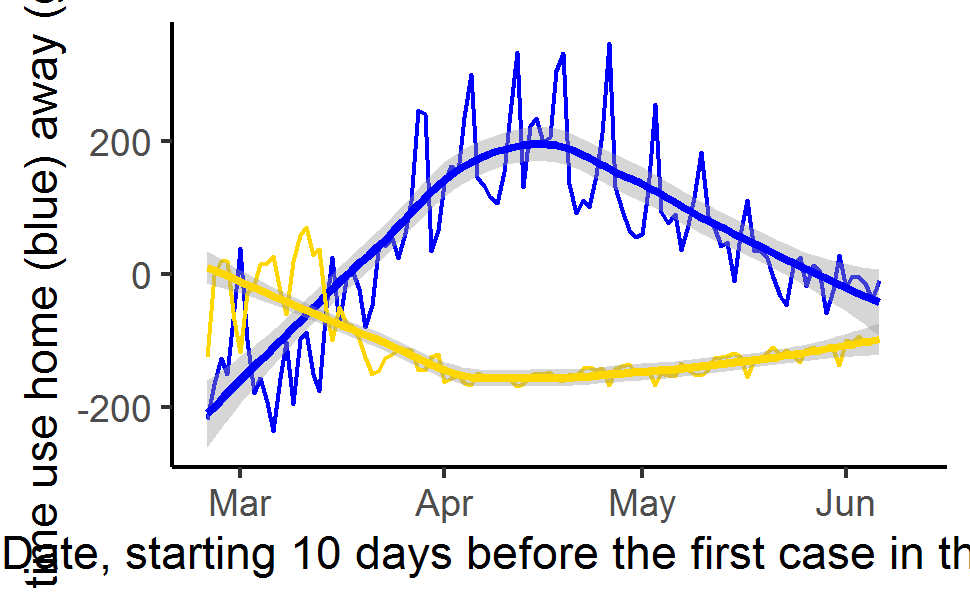 time use home (blue) away (
200
0
-200
Mar Apr May Jun
Date, starting 10 days before the first case in th